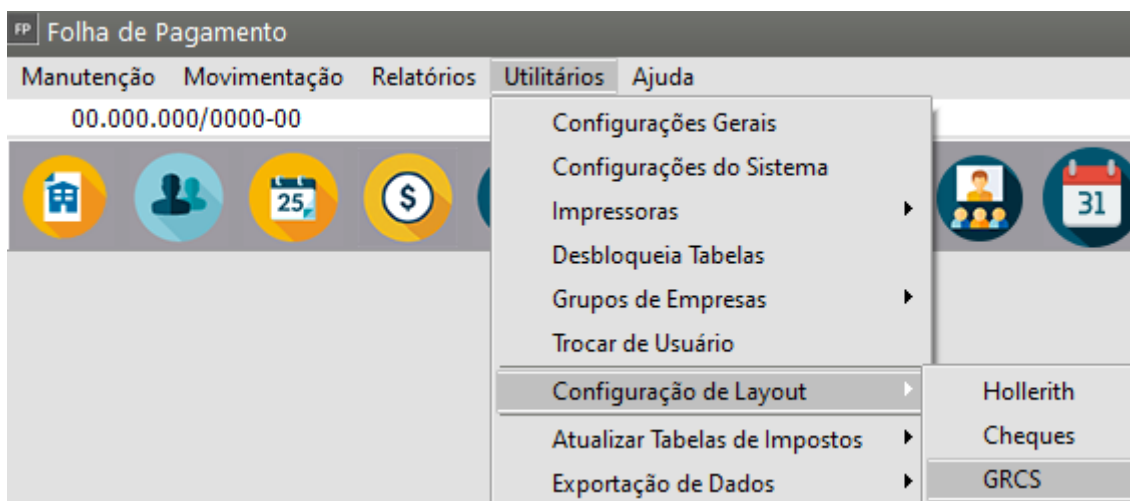 FP Folha de Pagamento
Manutenção Movimentação Relatórios Utilitários Ajuda
00.000.000/0000-00
25
$
31
Configurações Gerais
Configurações do Sistema
Impressoras
Desbloqueia Tabelas
Grupos de Empresas
Trocar de Usuário
Configuração de Layout
Atualizar Tabelas de Impostos
Exportação de Dados
Hollerith
Cheques
GRCS